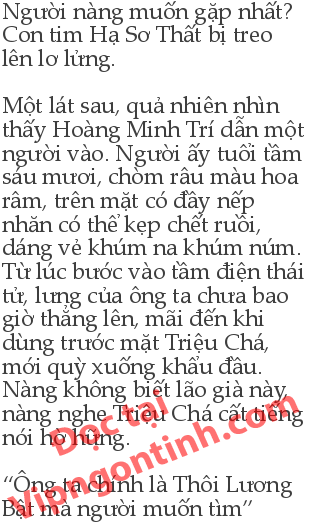 Người nàng muốn gặp nhất?
Con tim Hạ Sơ Thất bị treo
lên lơ lửng.
Một lát sau, quả nhiên nhìn
thấy Hoàng Minh Trí dẫn một
người vào. Người ấy tuổi tầm
sáu mươi, chòm râu màu hoa
râm, trên mặt có đầy nếp
nhăn có thể kẹp chết ruồi,
dáng vẻ khúm na khúm núm.
Từ lúc bước vào tầm điện thái
tử, lưng của ông ta chưa bao
giờ thẳng lên, mãi đến khi
dùng trước mặt Triệu Chá,
mới quỳ xuống khẩu đầu.
Nàng không biết lão già này,
nàng nghe Triệu Chá cất tiếng
nói hờ hững.
“Ông ta chính là Thôi Lương
Bật mà người muốn tìm”
Đọc tại
Vipngontinh.com